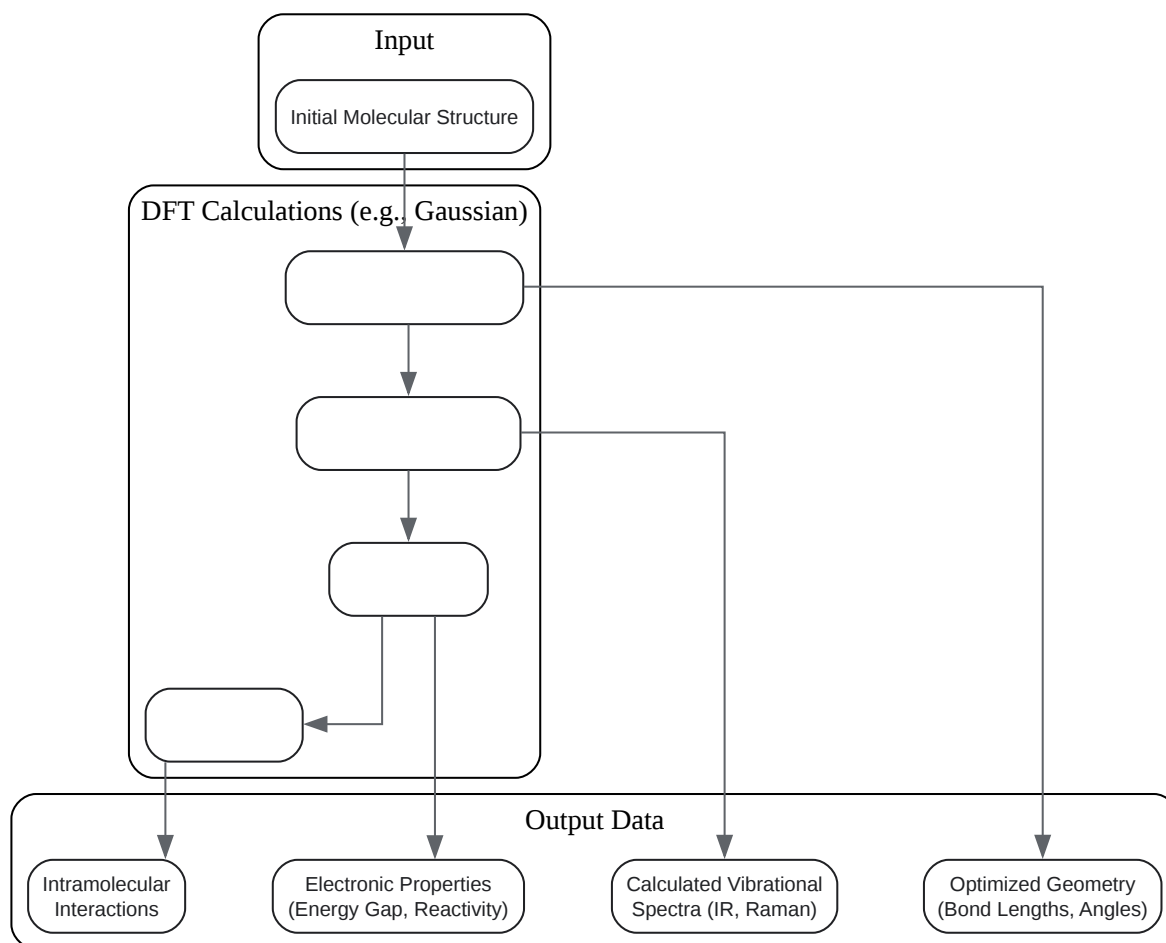 Input
Initial Molecular Structure
DFT Calculations (e.g., Gaussian)
Output Data
Intramolecular
Interactions
Electronic Properties
(Energy Gap, Reactivity)
Calculated Vibrational
Spectra (IR, Raman)
Optimized Geometry
(Bond Lengths, Angles)